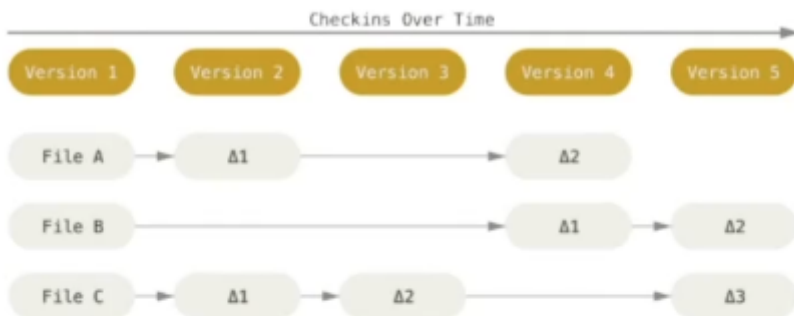 Checkins Over Time
Version 1 Version 2 Version 3 Version 4 Version 5
File A Δ1 Δ2
File B Δ1 Δ2
File C Δ1 Δ2 Δ3